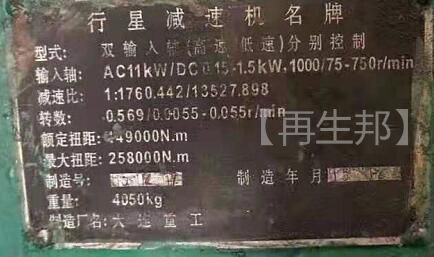 行星减速机名牌
型式: 双输入轴(高速 低速)分别控制
输入轴: AC11kW/DC0.15-1.5kW,1000/75-750r/min
减速比: 1:1760.442/13527.898
转数: 0.569/0.0055-0.055r/min
额定扭距: 149000N.m
最大扭距: 258000N.m
制造号: 制造年月
重量: 4050kg
制造厂名: 大连重工
【再生邦】